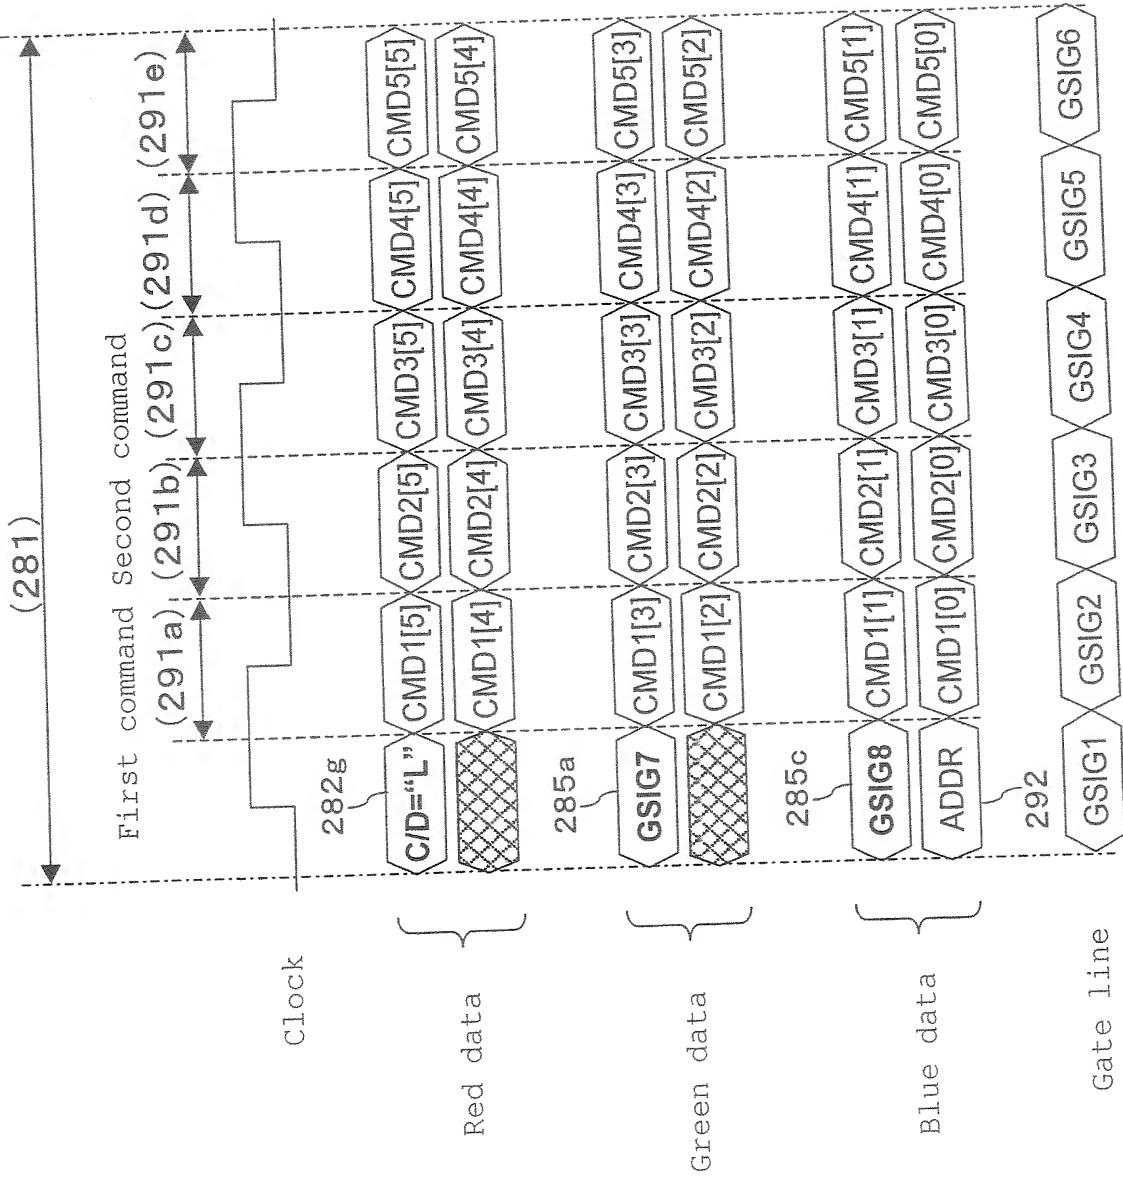 (281)
First command Second command
(291a) (291b) (291c) (291d) (291e)
Clock
282g
Red data
C/D="L" CMD1[5] CMD2[5] CMD3[5] CMD4[5] CMD5[5]
CMD1[4] CMD2[4] CMD3[4] CMD4[4] CMD5[4]
285a
Green data
GSIG7 CMD1[3] CMD2[3] CMD3[3] CMD4[3] CMD5[3]
CMD1[2] CMD2[2] CMD3[2] CMD4[2] CMD5[2]
285c
Blue data
GSIG8 CMD1[1] CMD2[1] CMD3[1] CMD4[1] CMD5[1]
ADDR CMD1[0] CMD2[0] CMD3[0] CMD4[0] CMD5[0]
292
Gate line
GSIG1 GSIG2 GSIG3 GSIG4 GSIG5 GSIG6